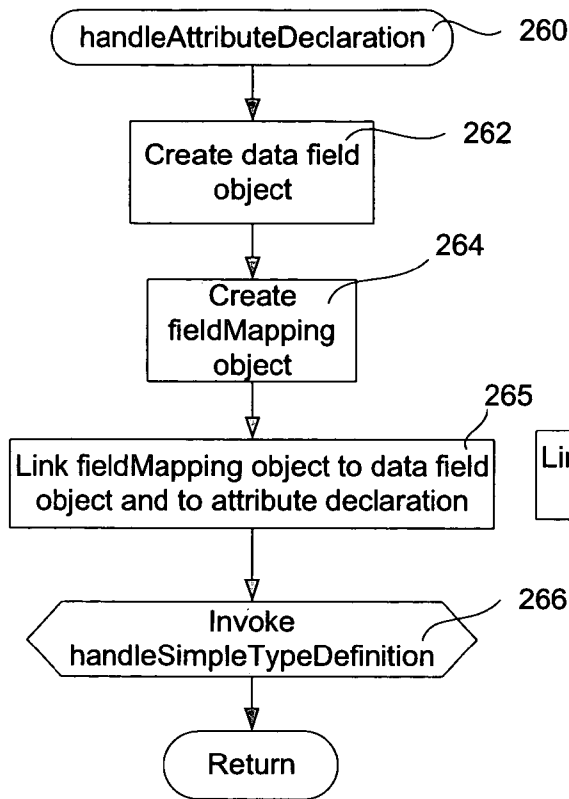 handleAttributeDeclaration
260
262
Create data field
object
264
Create
fieldMapping
object
265
Link fieldMapping object to data field
object and to attribute declaration
266
Invoke
handleSimpleTypeDefinition
Return